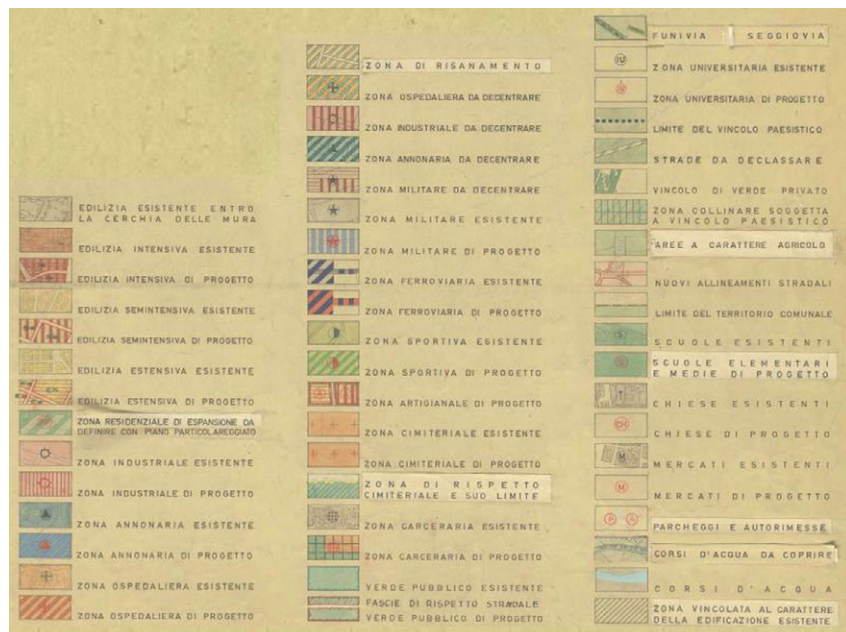 EDILIZIA ESISTENTE ENTRO
LA CERCHIA DELLE MURA
EDILIZIA INTENSIVA ESISTENTE
EDILIZIA INTENSIVA DI PROGETTO
EDILIZIA SEMINTENSIVA ESISTENTE
EDILIZIA SEMINTENSIVA DI PROGETTO
EDILIZIA ESTENSIVA ESISTENTE
EDILIZIA ESTENSIVA DI PROGETTO
ZONA RESIDENZIALE DI ESPANSIONE DA
DEFINIRE CON PIANO PARTICOLAREGGIATO
ZONA INDUSTRIALE ESISTENTE
ZONA INDUSTRIALE DI PROGETTO
ZONA ANNONARIA ESISTENTE
ZONA ANNONARIA DI PROGETTO
ZONA OSPEDALIERA ESISTENTE
ZONA OSPEDALIERA DI PROGETTO
ZONA DI RISANAMENTO
ZONA OSPEDALIERA DA DECENTRARE
ZONA INDUSTRIALE DA DECENTRARE
ZONA ANNONARIA DA DECENTRARE
ZONA MILITARE DA DECENTRARE
ZONA MILITARE ESISTENTE
ZONA MILITARE DI PROGETTO
ZONA FERROVIARIA ESISTENTE
ZONA FERROVIARIA DI PROGETTO
ZONA SPORTIVA ESISTENTE
ZONA SPORTIVA DI PROGETTO
ZONA ARTIGIANALE DI PROGETTO
ZONA CIMITERIALE ESISTENTE
ZONA CIMITERIALE DI PROGETTO
ZONA DI RISPETTO
CIMITERIALE E SUO LIMITE
ZONA CARCERARIA ESISTENTE
ZONA CARCERARIA DI PROGETTO
VERDE PUBBLICO ESISTENTE
FASCIE DI RISPETTO STRADALE
VERDE PUBBLICO DI PROGETTO
FUNIVIA SEGGIOVIA
IU ZONA UNIVERSITARIA ESISTENTE
ZONA UNIVERSITARIA DI PROGETTO
LIMITE DEL VINCOLO PAESISTICO
STRADE DA DECLASSARE
VINCOLO DI VERDE PRIVATO
ZONA COLLINARE SOGGETTA
A VINCOLO PAESISTICO
AREE A CARATTERE AGRICOLO
NUOVI ALLINEAMENTI STRADALI
LIMITE DEL TERRITORIO COMUNALE
S SCUOLE ESISTENTI
S SCUOLE ELEMENTARI
E MEDIE DI PROGETTO
CHIESE ESISTENTI
CH CHIESE DI PROGETTO
M MERCATI ESISTENTI
M MERCATI DI PROGETTO
P A PARCHEGGI E AUTORIMESSE
CORSI D'ACQUA DA COPRIRE
CORSI D'ACQUA
ZONA VINCOLATA AL CARATTERE
DELLA EDIFICAZIONE ESISTENTE